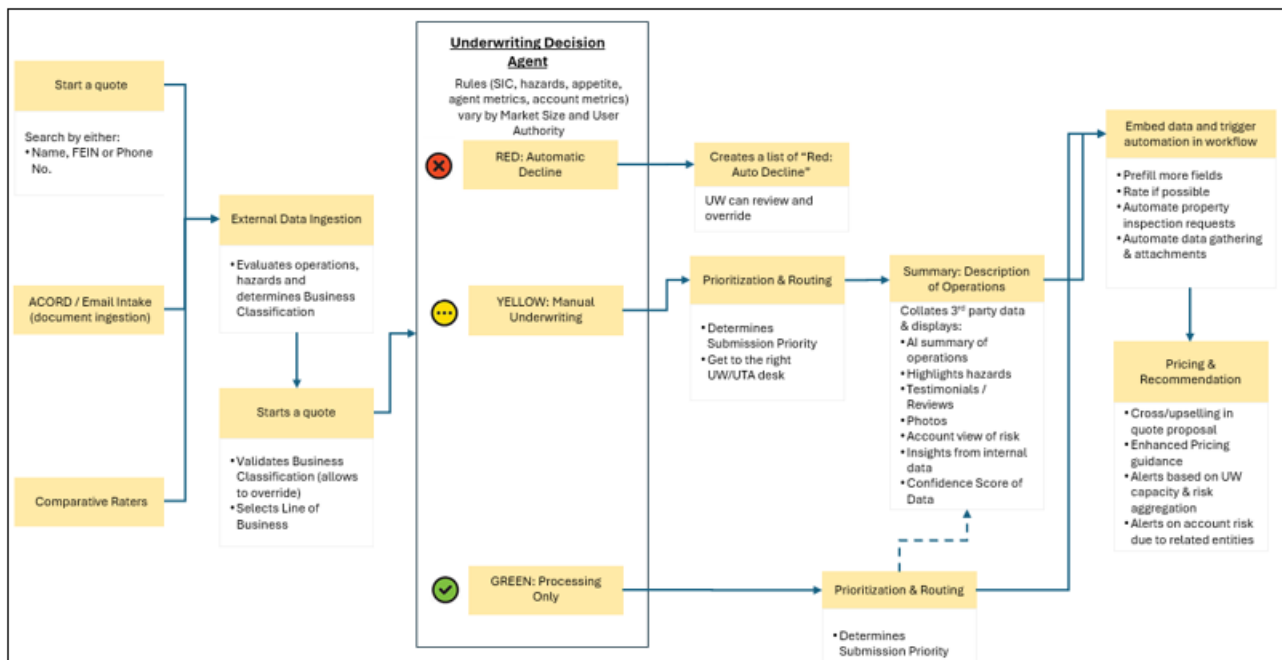 Start a quote
Search by either:
•Name, FEIN or Phone
No.
ACORD / Email Intake
(document ingestion)
Comparative Raters
External Data Ingestion
•Evaluates operations,
hazards and
determines Business
Classification
Starts a quote
•Validates Business
Classification (allows
to override)
•Selects Line of
Business
Underwriting Decision
Agent
Rules (SIC, hazards, appetite,
agent metrics, account metrics)
vary by Market Size and User
Authority
RED: Automatic
Decline
YELLOW: Manual
Underwriting
GREEN: Processing
Only
Creates a list of “Red:
Auto Decline”
UW can review and
override
Prioritization & Routing
•Determines
Submission Priority
•Get to the right
UW/UTA desk
Summary: Description
of Operations
Collates 3rd party data
& displays:
•AI summary of
operations
•Highlights hazards
•Testimonials /
Reviews
•Photos
•Account view of risk
•Insights from internal
data
•Confidence Score of
Data
Prioritization & Routing
•Determines
Submission Priority
Embed data and trigger
automation in workflow
•Prefill more fields
•Rate if possible
•Automate property
inspection requests
•Automate data gathering
& attachments
Pricing &
Recommendation
•Cross/upselling in
quote proposal
•Enhanced Pricing
guidance
•Alerts based on UW
capacity & risk
aggregation
•Alerts on account risk
due to related entities